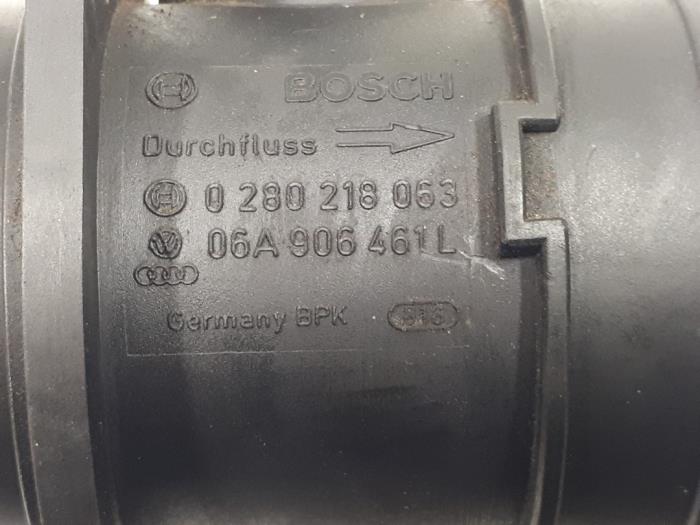 BOSCH
Durchfluss
0 280 218 063
06A 906 461 L
Germany BPK